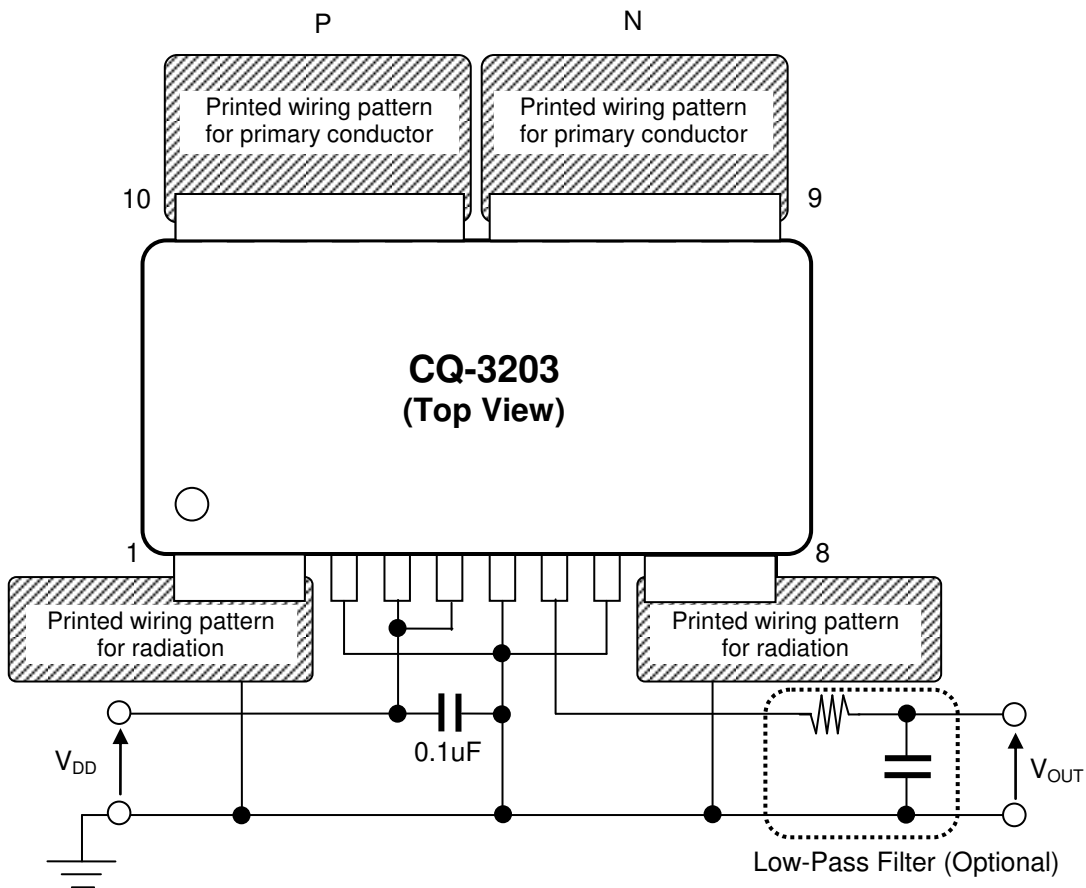 P
N
Printed wiring pattern
for primary conductor
Printed wiring pattern
for primary conductor
10
9
CQ-3203
(Top View)
1
8
Printed wiring pattern
for radiation
Printed wiring pattern
for radiation
0.1uF
VDD
VOUT
Low-Pass Filter (Optional)